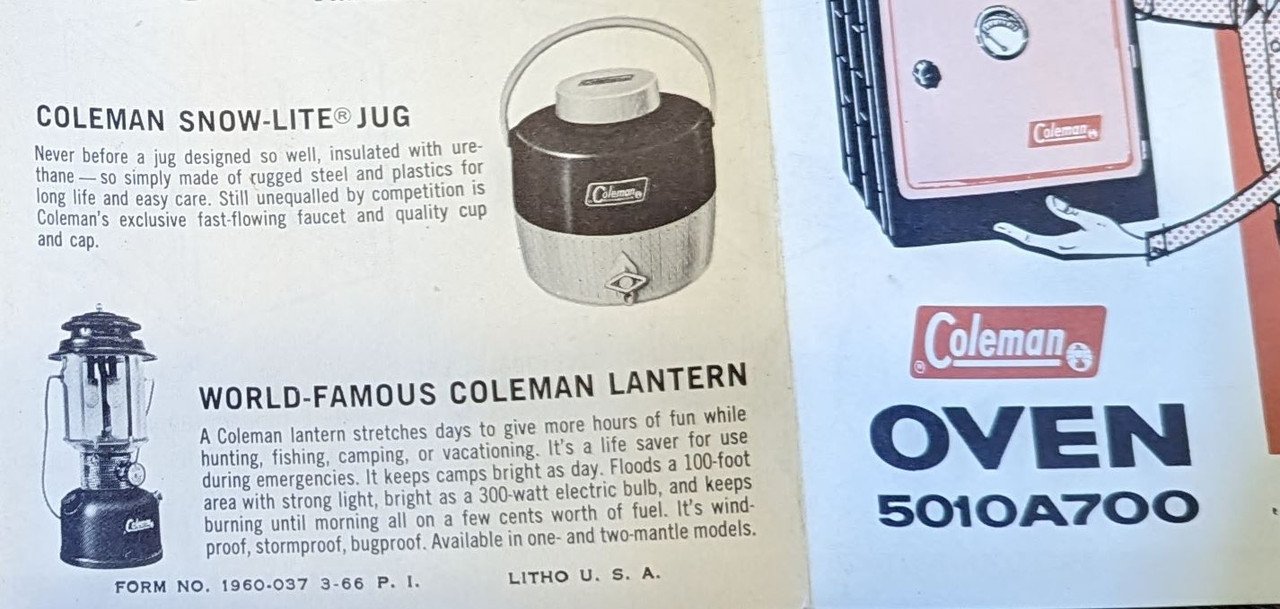 COLEMAN SNOW-LITE® JUG
Never before a jug designed so well, insulated with ure-
thane — so simply made of rugged steel and plastics for
long life and easy care. Still unequalled by competition is
Coleman's exclusive fast-flowing faucet and quality cup
and cap.
Coleman
Coleman
WORLD-FAMOUS COLEMAN LANTERN
A Coleman lantern stretches days to give more hours of fun while
hunting, fishing, camping, or vacationing. It's a life saver for use
during emergencies. It keeps camps bright as day. Floods a 100-foot
area with strong light, bright as a 300-watt electric bulb, and keeps
burning until morning all on a few cents worth of fuel. It's wind-
proof, stormproof, bugproof. Available in one- and two-mantle models.
FORM NO. 1960-037 3-66 P. I.
LITHO U. S. A.
Coleman
® Coleman
OVEN
5010A700